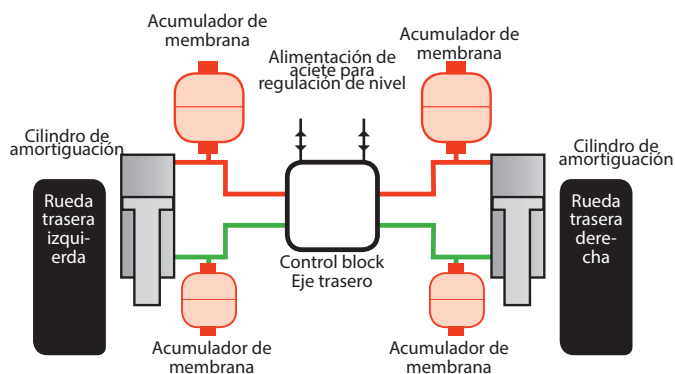 Acumulador de
membrana
Alimentación de
aciete para
regulación de nivel
Acumulador de
membrana
Cilindro de
amortiguación
Cilindro de
amortiguación
Rueda
trasera
izqui-
erda
Rueda
trasera
dere-
cha
Control block
Eje trasero
Acumulador de
membrana
Acumulador de
membrana